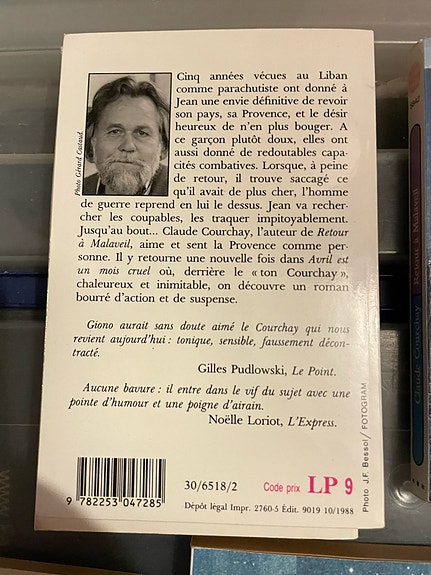 Cinq années vécues au Liban
comme parachutiste ont donné à
Jean une envie définitive de revoir
son pays, sa Provence, et le désir
heureux de n'en plus bouger. A
ce garçon plutôt doux, elles ont
aussi donné de redoutables capa-
cités combatives. Lorsque, à peine
de retour, il trouve saccagé ce
qu'il avait de plus cher, l'homme
de guerre reprend en lui le dessus. Jean va recher-
cher les coupables, les traquer impitoyablement.
Jusqu'au bout... Claude Courchay, l'auteur de Retour
à Malaveil, aime et sent la Provence comme per-
sonne. Il y retourne une nouvelle fois dans Avril est
un mois cruel où, derrière le « ton Courchay »,
chaleureux et inimitable, on découvre un roman
bourré d'action et de suspense.
Photo Gérard Castaud.
Giono aurait sans doute aimé le Courchay qui nous
revient aujourd'hui : tonique, sensible, faussement décon-
tracté.
Gilles Pudlowski, Le Point.
Aucune bavure : il entre dans le vif du sujet avec une
pointe d'humour et une poigne d'airain.
Noëlle Loriot, L'Express.
9 782253 047285
30/6518/2
Code prix LP 9
Dépôt légal Impr. 2760-5 Édit. 9019 10/1988
Photo J.F. Bessol / FOTOGRAM
Claude Courchay Retour à Malaveil